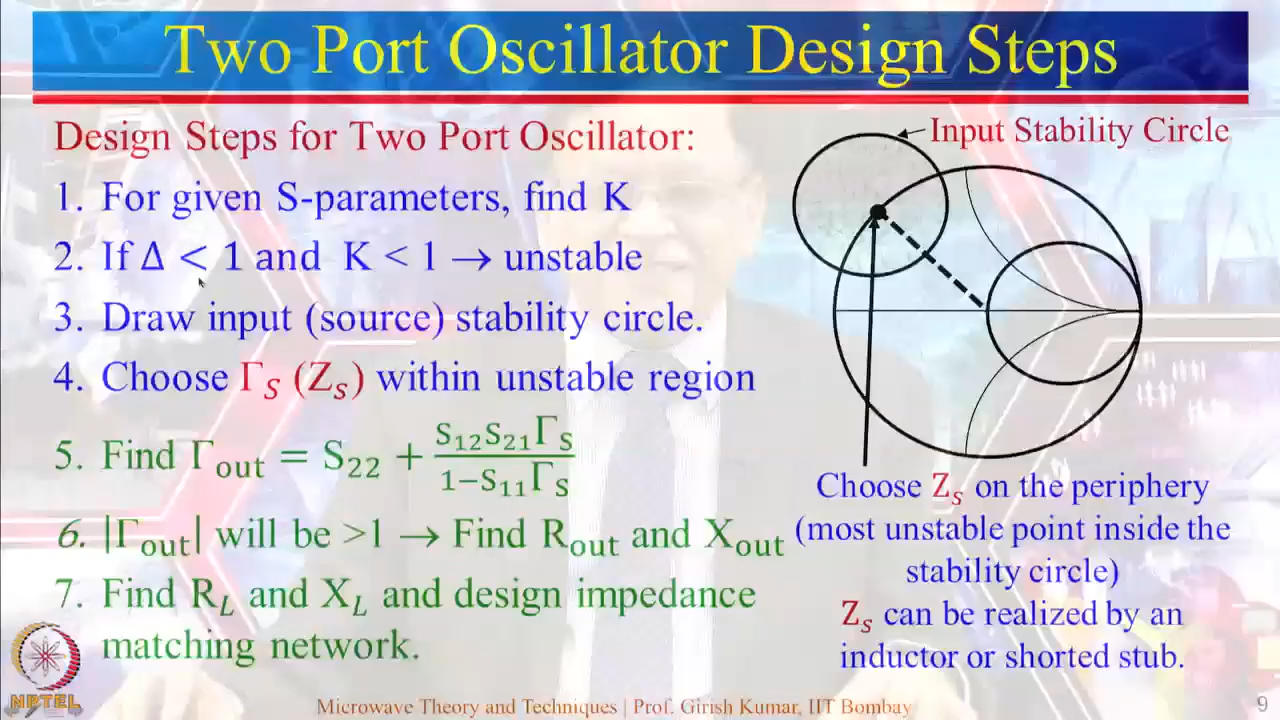 Two Port Oscillator Design Steps
Design Steps for Two Port Oscillator:
1. For given S-parameters, find K
2. If Δ < 1 and K < 1 → unstable
3. Draw input (source) stability circle.
4. Choose Γ_S (Z_s) within unstable region
5. Find Γ_out = S_22 + (S_12 S_21 Γ_S)/(1−S_11 Γ_S)
6. |Γ_out| will be >1 → Find R_out and X_out
7. Find R_L and X_L and design impedance
matching network.
Input Stability Circle
Choose Z_s on the periphery
(most unstable point inside the
stability circle)
Z_s can be realized by an
inductor or shorted stub.
NPTEL
Microwave Theory and Techniques | Prof. Girish Kumar, IIT Bombay
9